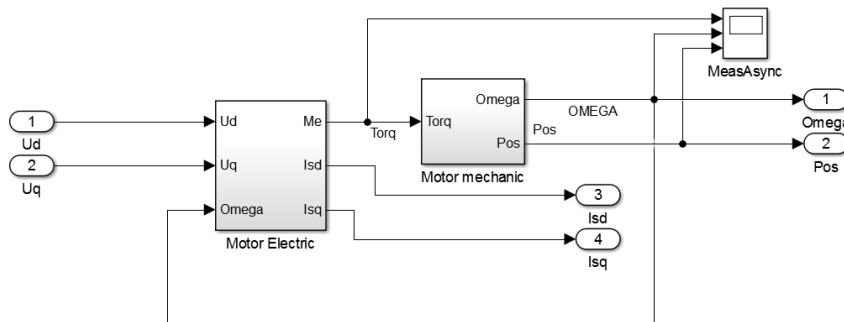 MeasAsync
1
Ud
2
Uq
Ud
Uq
Omega
Me
Isd
Isq
Motor Electric
Torq
Torq
Omega
Pos
Motor mechanic
OMEGA
Pos
1
Omega
2
Pos
3
Isd
4
Isq